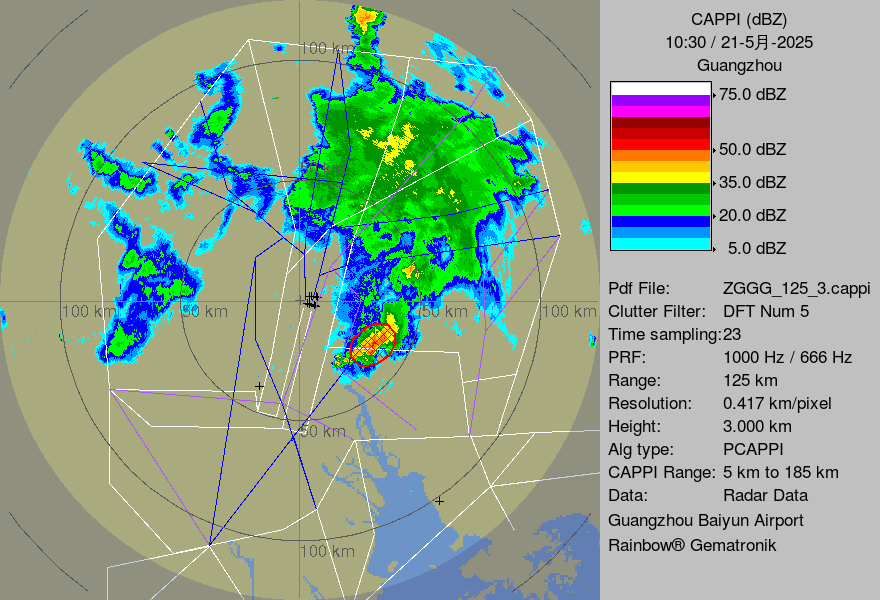 CAPPI (dBZ)
10:30 / 21-5月-2025
Guangzhou
75.0 dBZ
50.0 dBZ
35.0 dBZ
20.0 dBZ
5.0 dBZ
Pdf File: ZGGG_125_3.cappi
Clutter Filter: DFT Num 5
Time sampling:23
PRF: 1000 Hz / 666 Hz
Range: 125 km
Resolution: 0.417 km/pixel
Height: 3.000 km
Alg type: PCAPPI
CAPPI Range: 5 km to 185 km
Data: Radar Data
Guangzhou Baiyun Airport
Rainbow® Gematronik
100 km
100 km
50 km
50 km
100 km
50 km
100 km